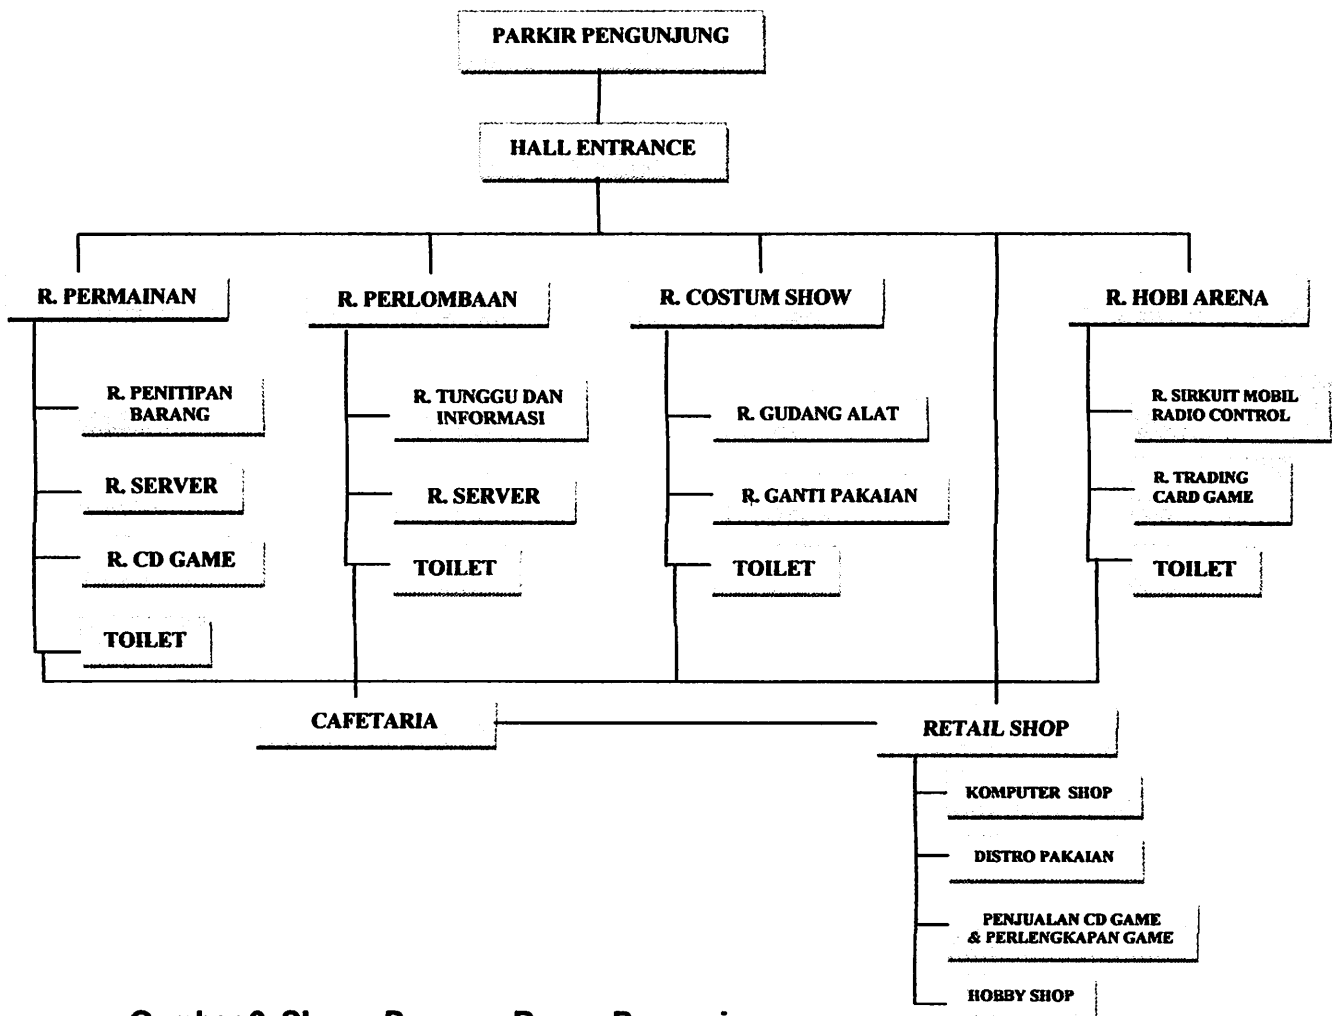 PARKIR PENGUNJUNG
HALL ENTRANCE
R. PERMAINAN
R. PENITIPAN
BARANG
R. SERVER
R. CD GAME
TOILET
R. PERLOMBAAN
R. TUNGGU DAN
INFORMASI
R. SERVER
TOILET
R. COSTUM SHOW
R. GUDANG ALAT
R. GANTI PAKAIAN
TOILET
R. HOBI ARENA
R. SIRKUIT MOBIL
RADIO CONTROL
R. TRADING
CARD GAME
TOILET
CAFETARIA
RETAIL SHOP
KOMPUTER SHOP
DISTRO PAKAIAN
PENJUALAN CD GAME
& PERLENGKAPAN GAME
HOBBY SHOP